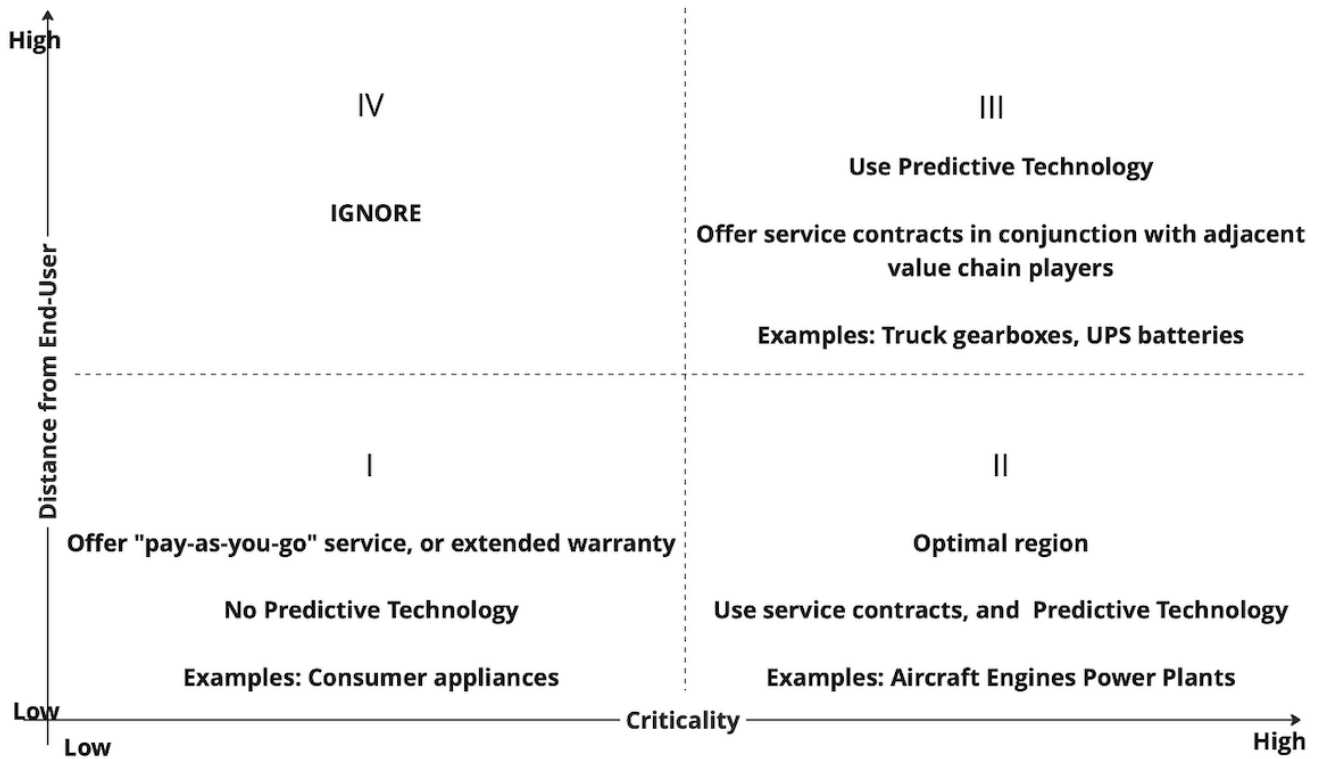 High
IV
IGNORE
III
Use Predictive Technology
Offer service contracts in conjunction with adjacent
value chain players
Examples: Truck gearboxes, UPS batteries
Distance from End-User
I
Offer "pay-as-you-go" service, or extended warranty
No Predictive Technology
Examples: Consumer appliances
II
Optimal region
Use service contracts, and  Predictive Technology
Examples: Aircraft Engines Power Plants
Low
Low
Criticality
High